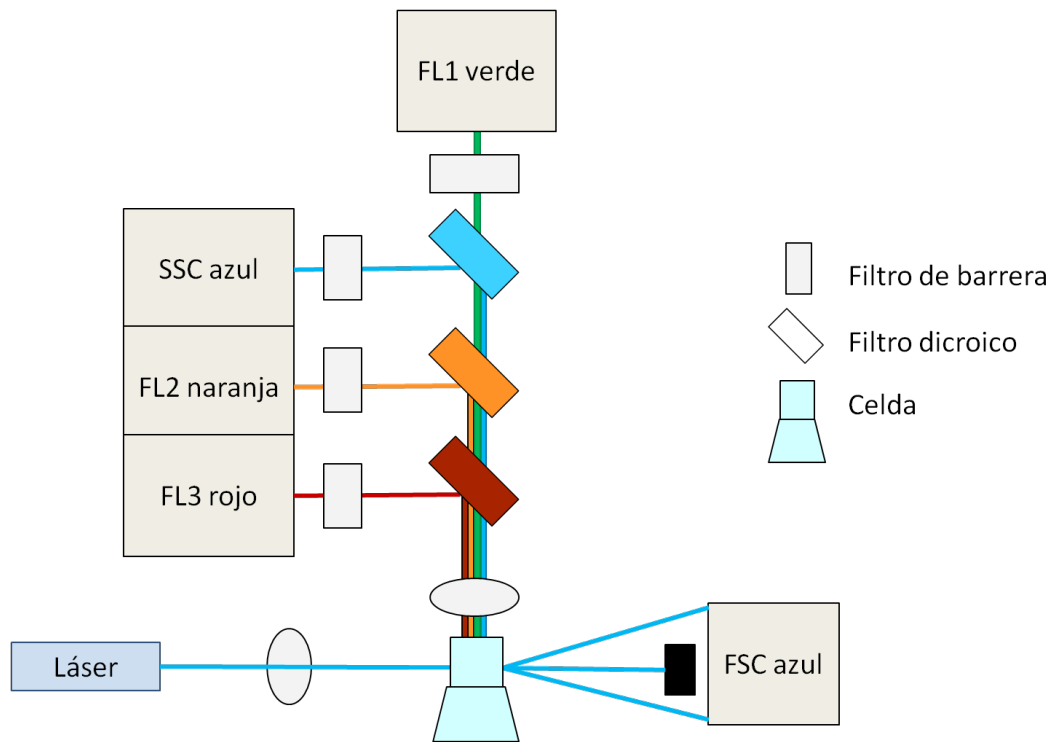 FL1 verde
SSC azul
FL2 naranja
FL3 rojo
Filtro de barrera
Filtro dicroico
Celda
Láser
FSC azul